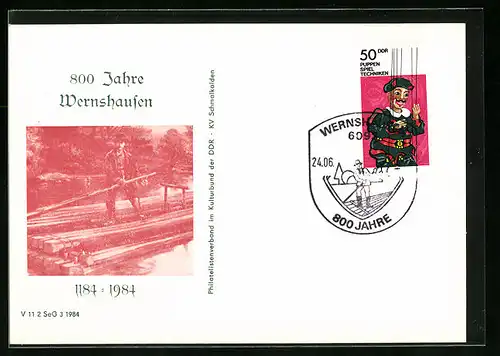 800 Jahre
Wernshausen
1184 - 1984
V 11 2 SeG 3 1984
Philatelistenverband im Kulturbund der DDR - KV Schmalkalden
50 DDR
PUPPEN
SPIEL
TECHNIKEN
WERNS
609
24.06.
800 JAHRE